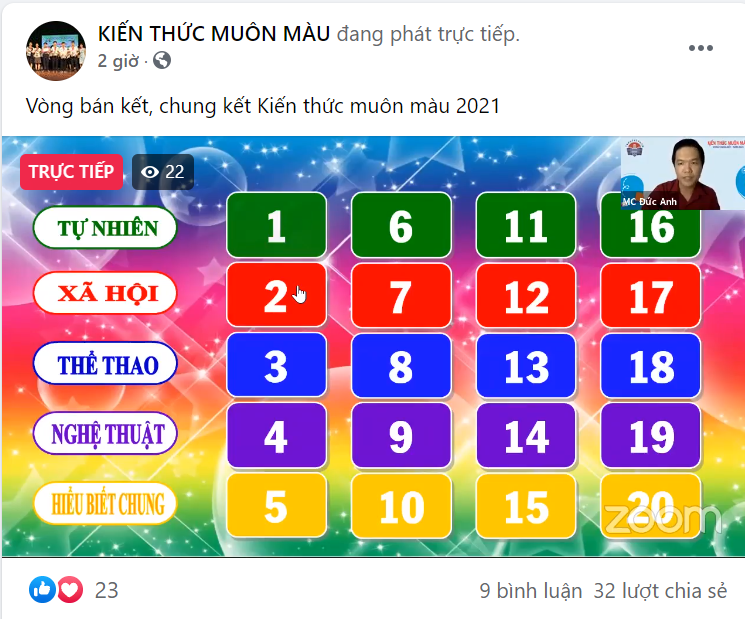 KIẾN THỨC MUÔN MÀU đang phát trực tiếp.
2 giờ
Vòng bán kết, chung kết Kiến thức muôn màu 2021
TRỰC TIẾP 22
MC Đức Anh
TỰ NHIÊN 1 6 11 16
XÃ HỘI 2 7 12 17
THỂ THAO 3 8 13 18
NGHỆ THUẬT 4 9 14 19
HIỂU BIẾT CHUNG 5 10 15 20
zoom
23 9 bình luận 32 lượt chia sẻ